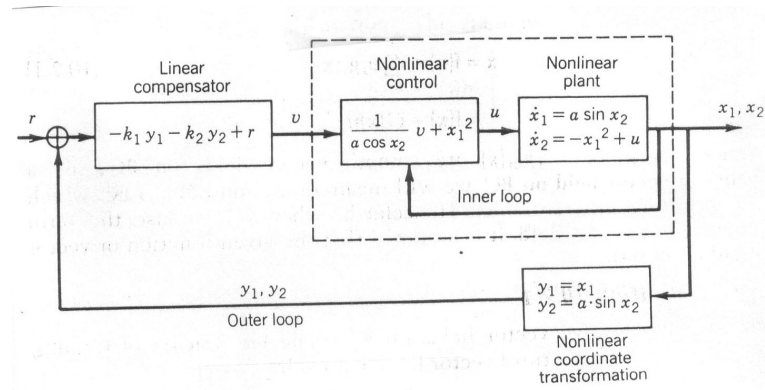 Linear
compensator
Nonlinear
control
Nonlinear
plant
r
−k₁ y₁ − k₂ y₂ + r
υ
1
a cos x₂
υ + x₁²
u
ẋ₁ = a sin x₂
ẋ₂ = −x₁² + u
x₁, x₂
Inner loop
y₁, y₂
Outer loop
y₁ = x₁
y₂ = a·sin x₂
Nonlinear
coordinate
transformation